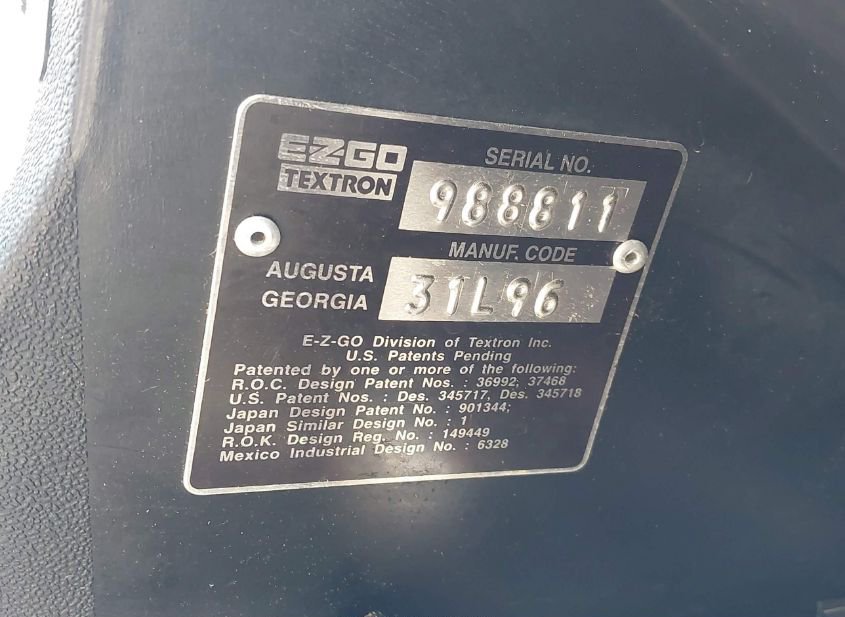 E-Z-GO
TEXTRON
SERIAL NO.
988811
MANUF. CODE
AUGUSTA
GEORGIA
31L96
E-Z-GO Division of Textron Inc.
U.S. Patents Pending
Patented by one or more of the following:
R.O.C. Design Patent Nos. : 36992; 37468
U.S. Patent Nos. : Des. 345717, Des. 345718
Japan Design Patent No. : 901344;
Japan Similar Design No. : 1
R.O.K. Design Reg. No. : 149449
Mexico Industrial Design No. : 6328